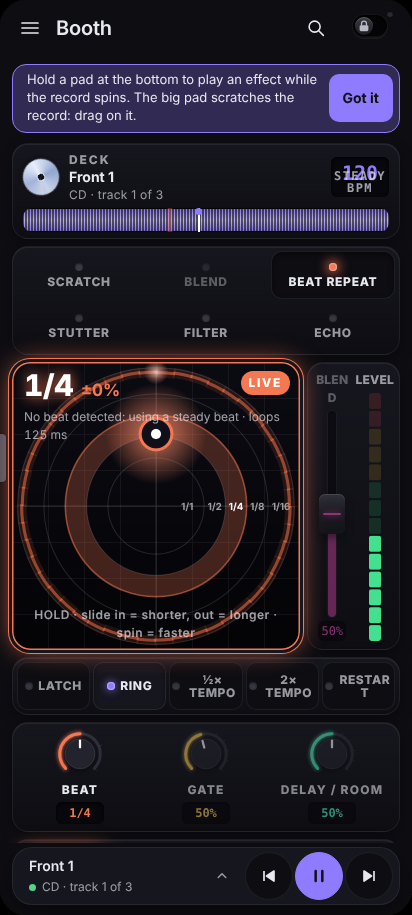 Booth
Hold a pad at the bottom to play an effect while
the record spins. The big pad scratches the
record: drag on it.
Got it
DECK
Front 1
CD · track 1 of 3
120
STEADY
BPM
SCRATCH
BLEND
BEAT REPEAT
STUTTER
FILTER
ECHO
1/4 ±0%
LIVE
No beat detected: using a steady beat · loops
125 ms
1/1 1/2 1/4 1/8 1/16
HOLD · slide in = shorter, out = longer ·
spin = faster
BLEN
D
LEVEL
50%
LATCH
RING
½×
TEMPO
2×
TEMPO
RESTAR
T
BEAT
GATE
DELAY / ROOM
1/4
50%
50%
Front 1
CD · track 1 of 3